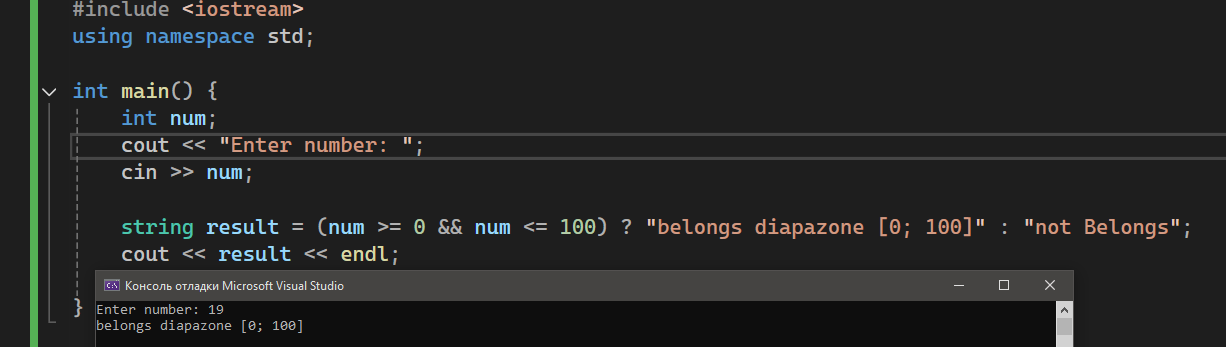 #include <iostream>
using namespace std;
int main() {
int num;
cout << "Enter number: ";
cin >> num;
string result = (num >= 0 && num <= 100) ? "belongs diapazone [0; 100]" : "not Belongs";
cout << result << endl;
}
Консоль отладки Microsoft Visual Studio
Enter number: 19
belongs diapazone [0; 100]